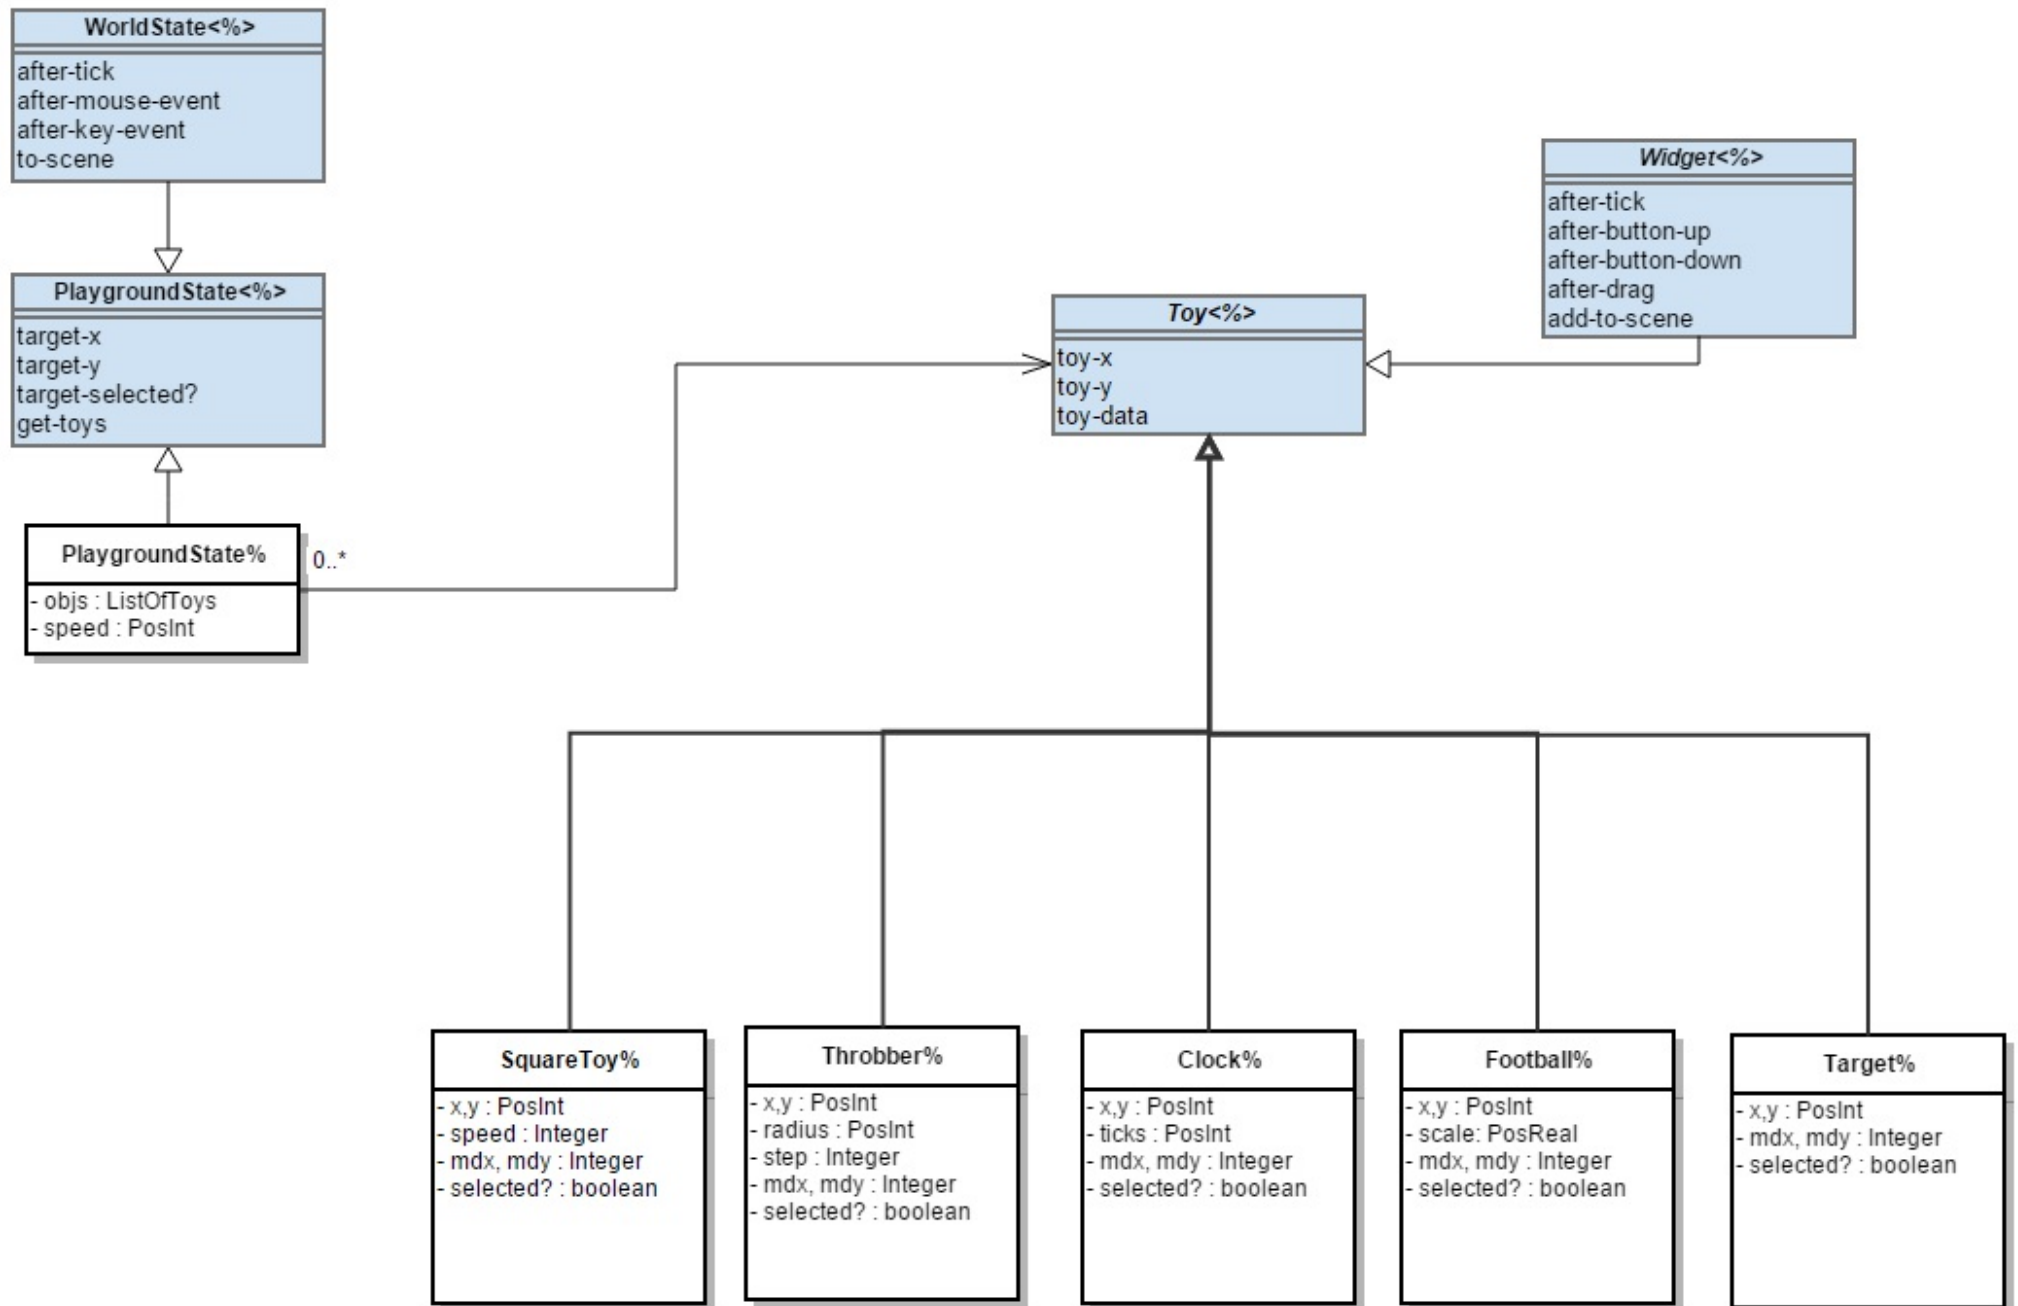 WorldState<%>
after-tick
after-mouse-event
after-key-event
to-scene
PlaygroundState<%>
target-x
target-y
target-selected?
get-toys
PlaygroundState%
- objs : ListOfToys
- speed : PosInt
0..*
Toy<%>
toy-x
toy-y
toy-data
Widget<%>
after-tick
after-button-up
after-button-down
after-drag
add-to-scene
SquareToy%
- x,y : PosInt
- speed : Integer
- mdx, mdy : Integer
- selected? : boolean
Throbber%
- x,y : PosInt
- radius : PosInt
- step : Integer
- mdx, mdy : Integer
- selected? : boolean
Clock%
- x,y : PosInt
- ticks : PosInt
- mdx, mdy : Integer
- selected? : boolean
Football%
- x,y : PosInt
- scale: PosReal
- mdx, mdy : Integer
- selected? : boolean
Target%
- x,y : PosInt
- mdx, mdy : Integer
- selected? : boolean